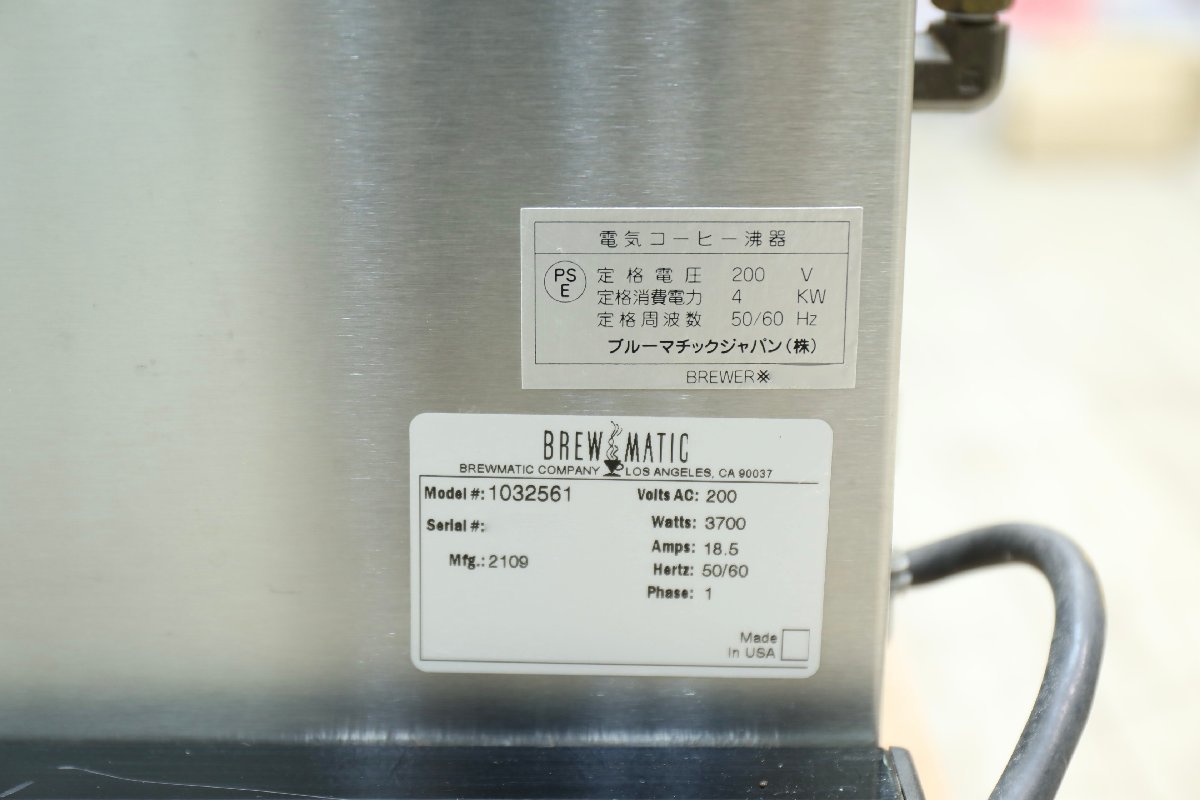 電気コーヒー沸器
PS
E
定格電圧 200 V
定格消費電力 4 KW
定格周波数 50/60 Hz
ブルーマチックジャパン(株)
BREWER※
BREW MATIC
BREWMATIC COMPANY LOS ANGELES, CA 90037
Model #: 1032561 Volts AC: 200
Serial #: Watts: 3700
Mfg.: 2109 Amps: 18.5
Hertz: 50/60
Phase: 1
Made
In USA